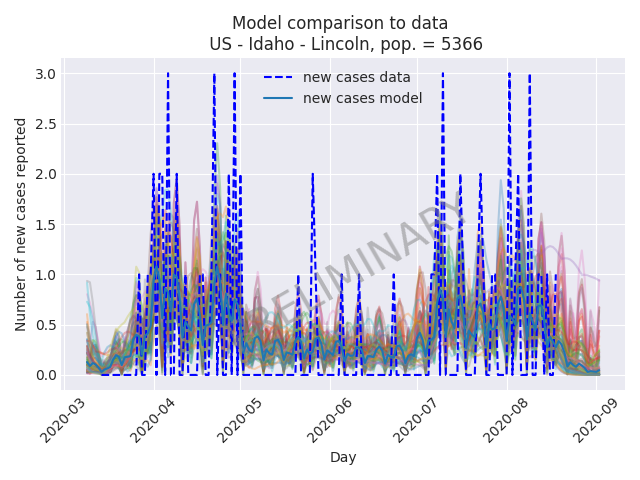 Model comparison to data
US - Idaho - Lincoln, pop. = 5366
new cases data
new cases model
Number of new cases reported
3.0
2.5
2.0
1.5
1.0
0.5
0.0
PRELIMINARY
2020-03
2020-04
2020-05
2020-06
2020-07
2020-08
2020-09
Day